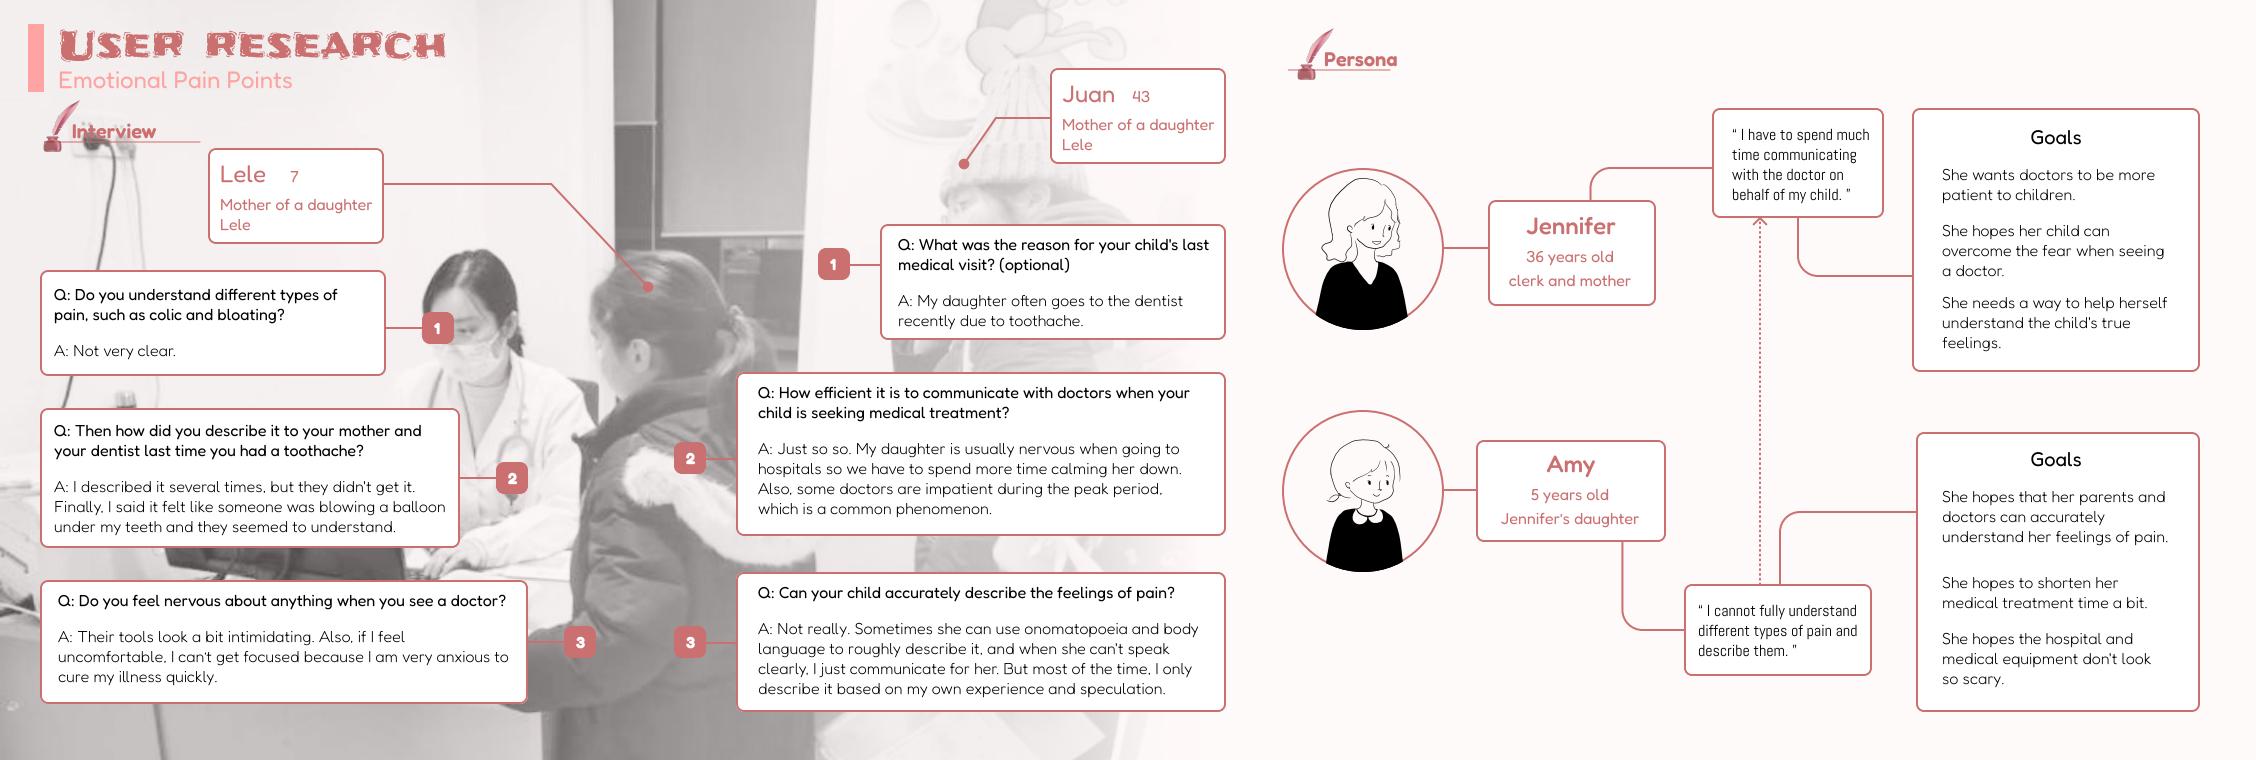 USER RESEARCH
Emotional Pain Points
Interview
Lele 7
Mother of a daughter
Lele
Q: Do you understand different types of
pain, such as colic and bloating?
A: Not very clear.
1
Q: Then how did you describe it to your mother and
your dentist last time you had a toothache?
A: I described it several times, but they didn't get it.
Finally, I said it felt like someone was blowing a balloon
under my teeth and they seemed to understand.
2
Q: Do you feel nervous about anything when you see a doctor?
A: Their tools look a bit intimidating. Also, if I feel
uncomfortable, I can't get focused because I am very anxious to
cure my illness quickly.
3
Juan 43
Mother of a daughter
Lele
1
Q: What was the reason for your child's last
medical visit? (optional)
A: My daughter often goes to the dentist
recently due to toothache.
2
Q: How efficient it is to communicate with doctors when your
child is seeking medical treatment?
A: Just so so. My daughter is usually nervous when going to
hospitals so we have to spend more time calming her down.
Also, some doctors are impatient during the peak period,
which is a common phenomenon.
3
Q: Can your child accurately describe the feelings of pain?
A: Not really. Sometimes she can use onomatopoeia and body
language to roughly describe it, and when she can't speak
clearly, I just communicate for her. But most of the time, I only
describe it based on my own experience and speculation.
Persona
Jennifer
36 years old
clerk and mother
“ I have to spend much
time communicating
with the doctor on
behalf of my child. ”
Goals
She wants doctors to be more
patient to children.
She hopes her child can
overcome the fear when seeing
a doctor.
She needs a way to help herself
understand the child's true
feelings.
Amy
5 years old
Jennifer's daughter
“ I cannot fully understand
different types of pain and
describe them. ”
Goals
She hopes that her parents and
doctors can accurately
understand her feelings of pain.
She hopes to shorten her
medical treatment time a bit.
She hopes the hospital and
medical equipment don't look
so scary.